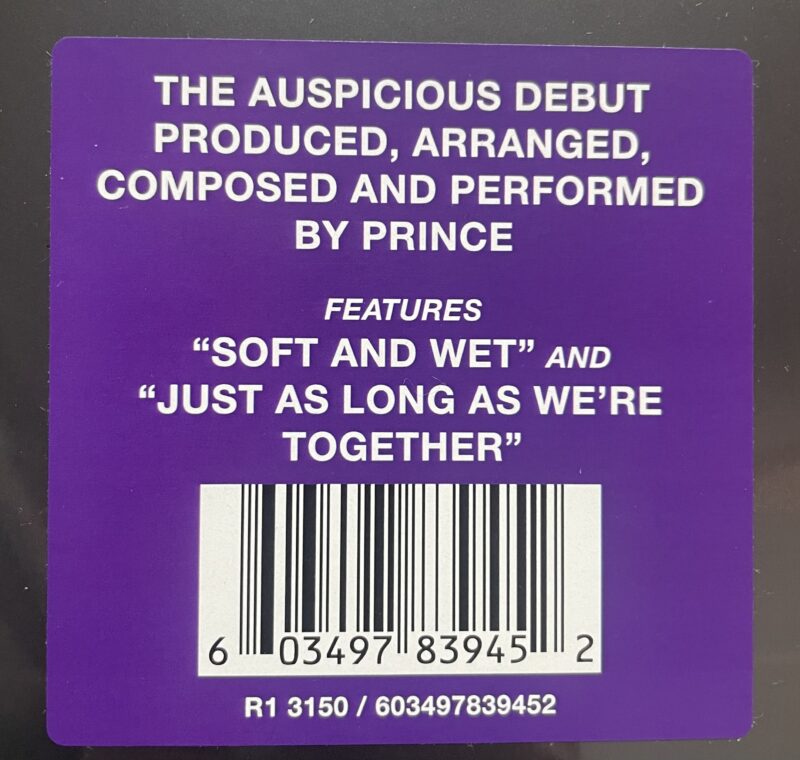 THE AUSPICIOUS DEBUT
PRODUCED, ARRANGED,
COMPOSED AND PERFORMED
BY PRINCE
FEATURES
“SOFT AND WET” AND
“JUST AS LONG AS WE’RE
TOGETHER”
6 03497 83945 2
R1 3150 / 603497839452